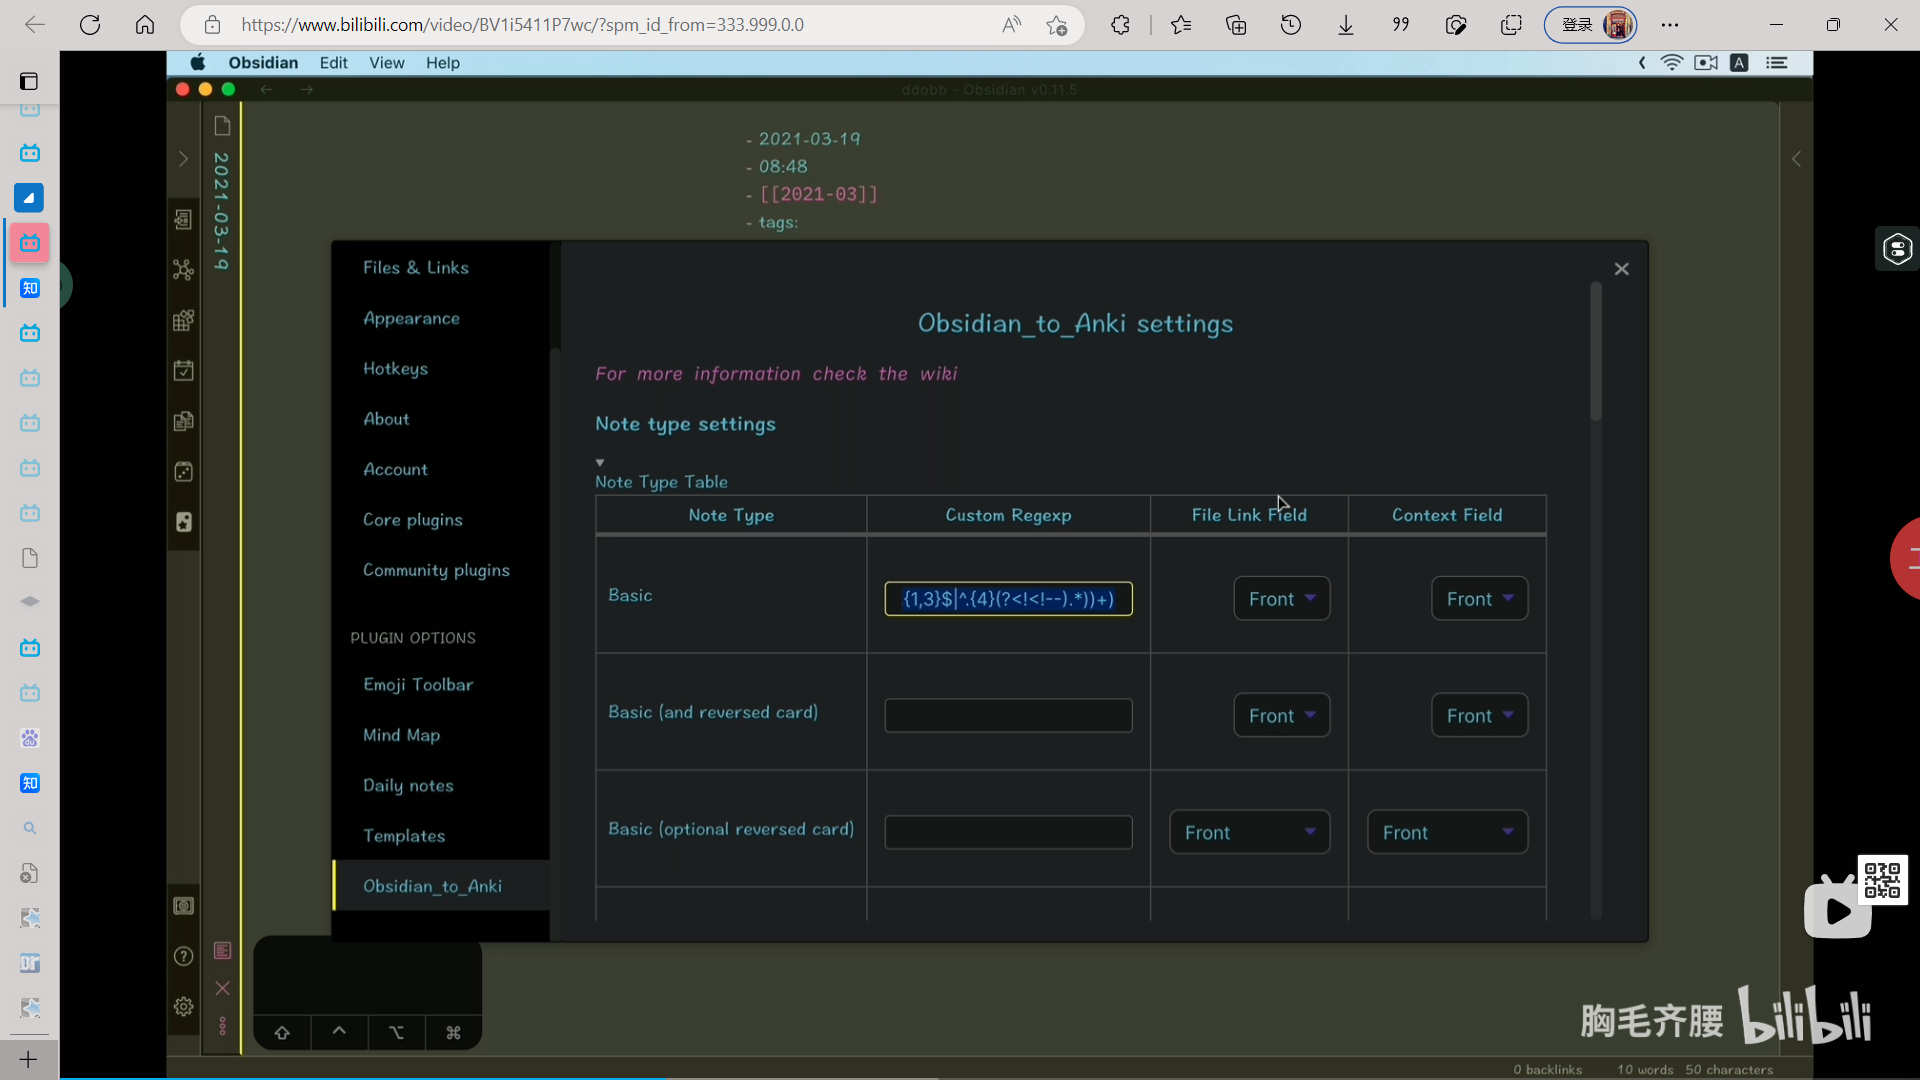 https://www.bilibili.com/video/BV1i5411P7wc/?spm_id_from=333.999.0.0
登录
Obsidian Edit View Help
A
ddobb - Obsidian v0.11.5
2021-03-19
- 2021-03-19
- 08:48
- [[2021-03]]
- tags:
Files & Links
Appearance
Hotkeys
About
Account
Core plugins
Community plugins
PLUGIN OPTIONS
Emoji Toolbar
Mind Map
Daily notes
Templates
Obsidian_to_Anki
Obsidian_to_Anki settings
For more information check the wiki
Note type settings
Note Type Table
Note Type Custom Regexp File Link Field Context Field
Basic {1,3}$|^.{4}(?<!<!--).*))+) Front Front
Basic (and reversed card) Front Front
Basic (optional reversed card) Front Front
知
知
胸毛齐腰 bilibili
0 backlinks 10 words 50 characters